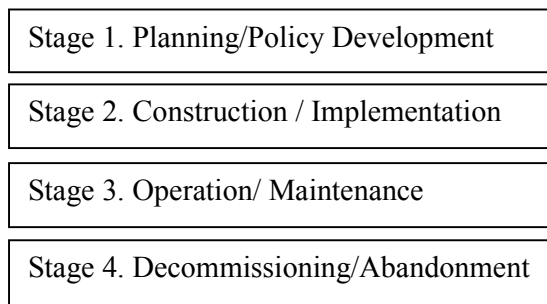 Stage 1. Planning/Policy Development
Stage 2. Construction / Implementation
Stage 3. Operation/ Maintenance
Stage 4. Decommissioning/Abandonment